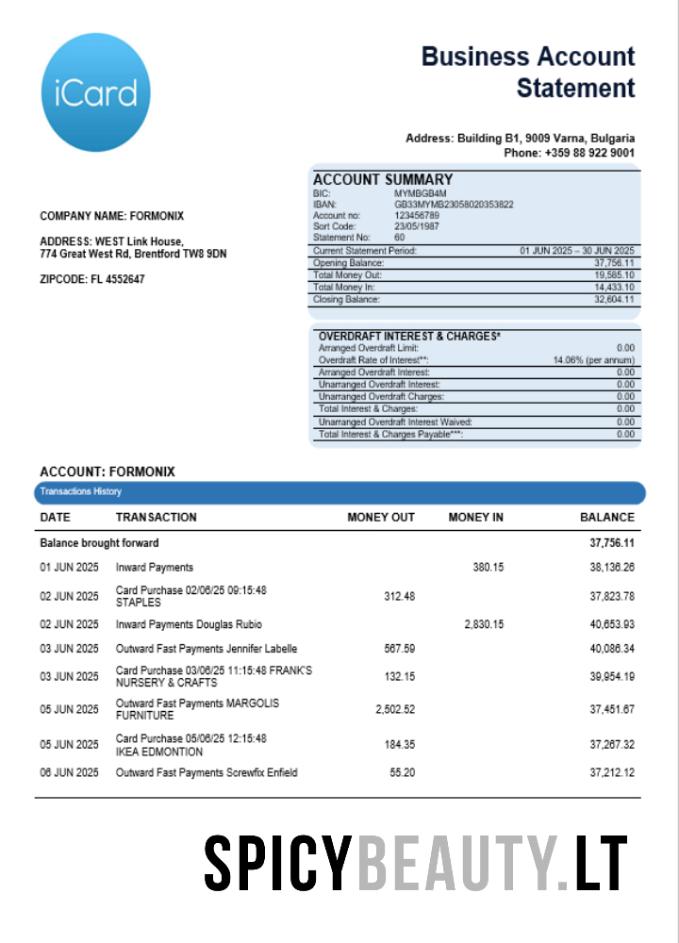 iCard
Business Account
Statement
Address: Building B1, 9009 Varna, Bulgaria
Phone: +359 88 922 9001
COMPANY NAME: FORMONIX
ADDRESS: WEST Link House,
774 Great West Rd, Brentford TW8 9DN
ZIPCODE: FL 4552647
ACCOUNT SUMMARY
BIC: MYMBGB4M
IBAN: GB33MYMB23058020353822
Account no: 123456789
Sort Code: 23/05/1987
Statement No: 60
Current Statement Period: 01 JUN 2025 – 30 JUN 2025
Opening Balance: 37,756.11
Total Money Out: 19,585.10
Total Money In: 14,433.10
Closing Balance: 32,604.11
OVERDRAFT INTEREST & CHARGES*
Arranged Overdraft Limit: 0.00
Overdraft Rate of Interest**: 14.06% (per annum)
Arranged Overdraft Interest: 0.00
Unarranged Overdraft Interest: 0.00
Unarranged Overdraft Charges: 0.00
Total Interest & Charges: 0.00
Unarranged Overdraft Interest Waived: 0.00
Total Interest & Charges Payable***: 0.00
ACCOUNT: FORMONIX
Transactions History
DATE TRANSACTION MONEY OUT MONEY IN BALANCE
Balance brought forward 37,756.11
01 JUN 2025 Inward Payments 380.15 38,136.26
02 JUN 2025 Card Purchase 02/06/25 09:15:48 312.48 37,823.78
STAPLES
02 JUN 2025 Inward Payments Douglas Rubio 2,830.15 40,653.93
03 JUN 2025 Outward Fast Payments Jennifer Labelle 567.59 40,086.34
03 JUN 2025 Card Purchase 03/06/25 11:15:48 FRANK'S 132.15 39,954.19
NURSERY & CRAFTS
05 JUN 2025 Outward Fast Payments MARGOLIS 2,502.52 37,451.67
FURNITURE
05 JUN 2025 Card Purchase 05/06/25 12:15:48 184.35 37,267.32
IKEA EDMONTION
06 JUN 2025 Outward Fast Payments Screwfix Enfield 55.20 37,212.12
SPICYBEAUTY.LT